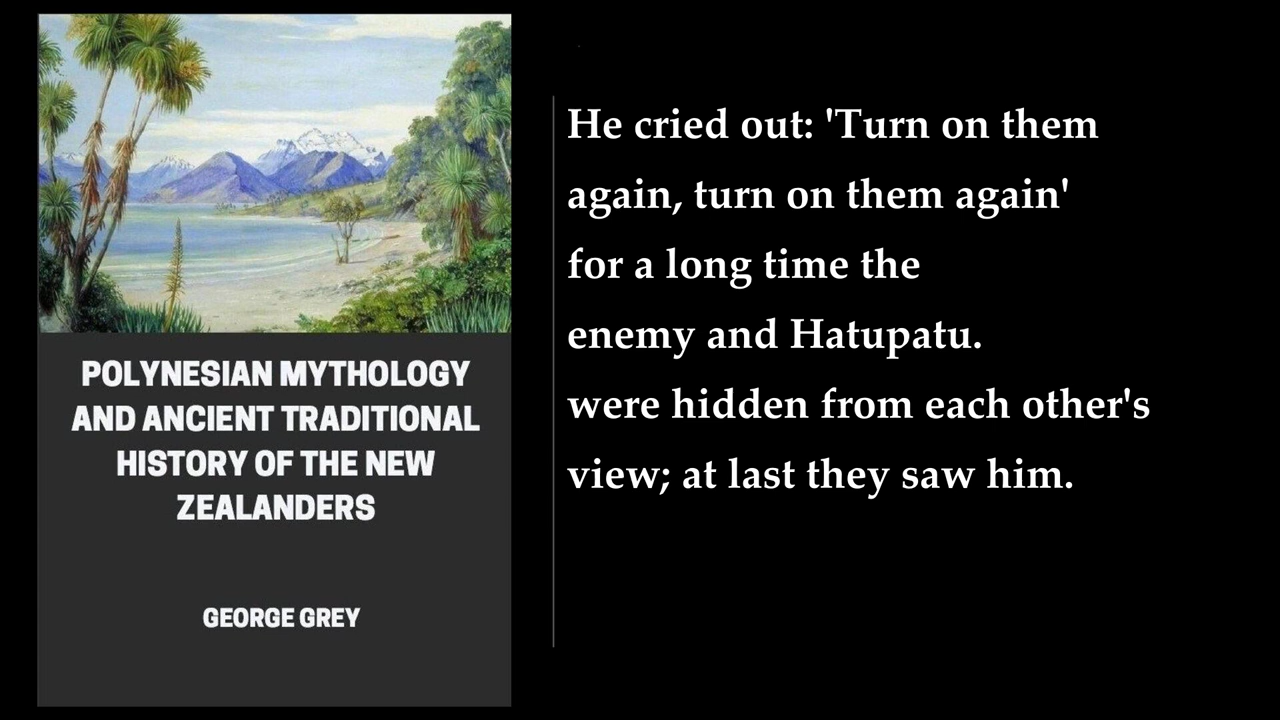 POLYNESIAN MYTHOLOGY
AND ANCIENT TRADITIONAL
HISTORY OF THE NEW
ZEALANDERS
GEORGE GREY
He cried out: 'Turn on them
again, turn on them again'
for a long time the
enemy and Hatupatu.
were hidden from each other's
view; at last they saw him.